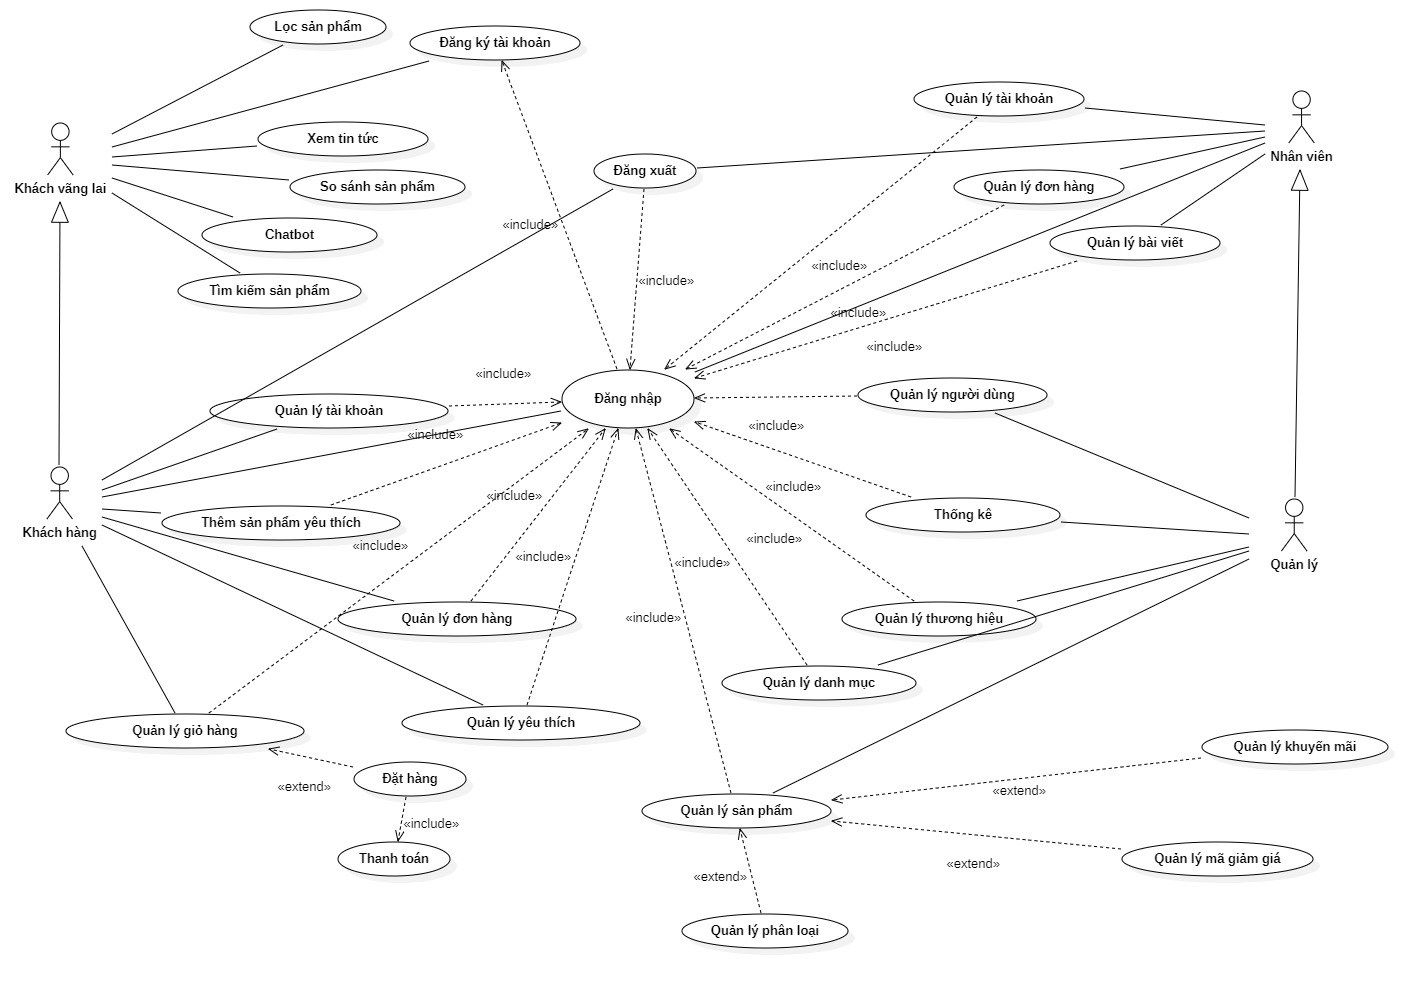 Lọc sản phẩm
Đăng ký tài khoản
Quản lý tài khoản
Xem tin tức
Nhân viên
Đăng xuất
So sánh sản phẩm
Khách vãng lai
Quản lý đơn hàng
«include»
Chatbot
Quản lý bài viết
«include»
«include»
Tìm kiếm sản phẩm
«include»
«include»
«include»
Đăng nhập
Quản lý người dùng
Quản lý tài khoản
«include»
«include»
«include»
«include»
Thêm sản phẩm yêu thích
Thống kê
Khách hàng
«include»
«include»
«include»
«include»
Quản lý
«include»
Quản lý đơn hàng
Quản lý thương hiệu
Quản lý danh mục
Quản lý giỏ hàng
Quản lý yêu thích
Quản lý khuyến mãi
Đặt hàng
«extend»
«extend»
Quản lý sản phẩm
«include»
Thanh toán
Quản lý mã giảm giá
«extend»
«extend»
Quản lý phân loại